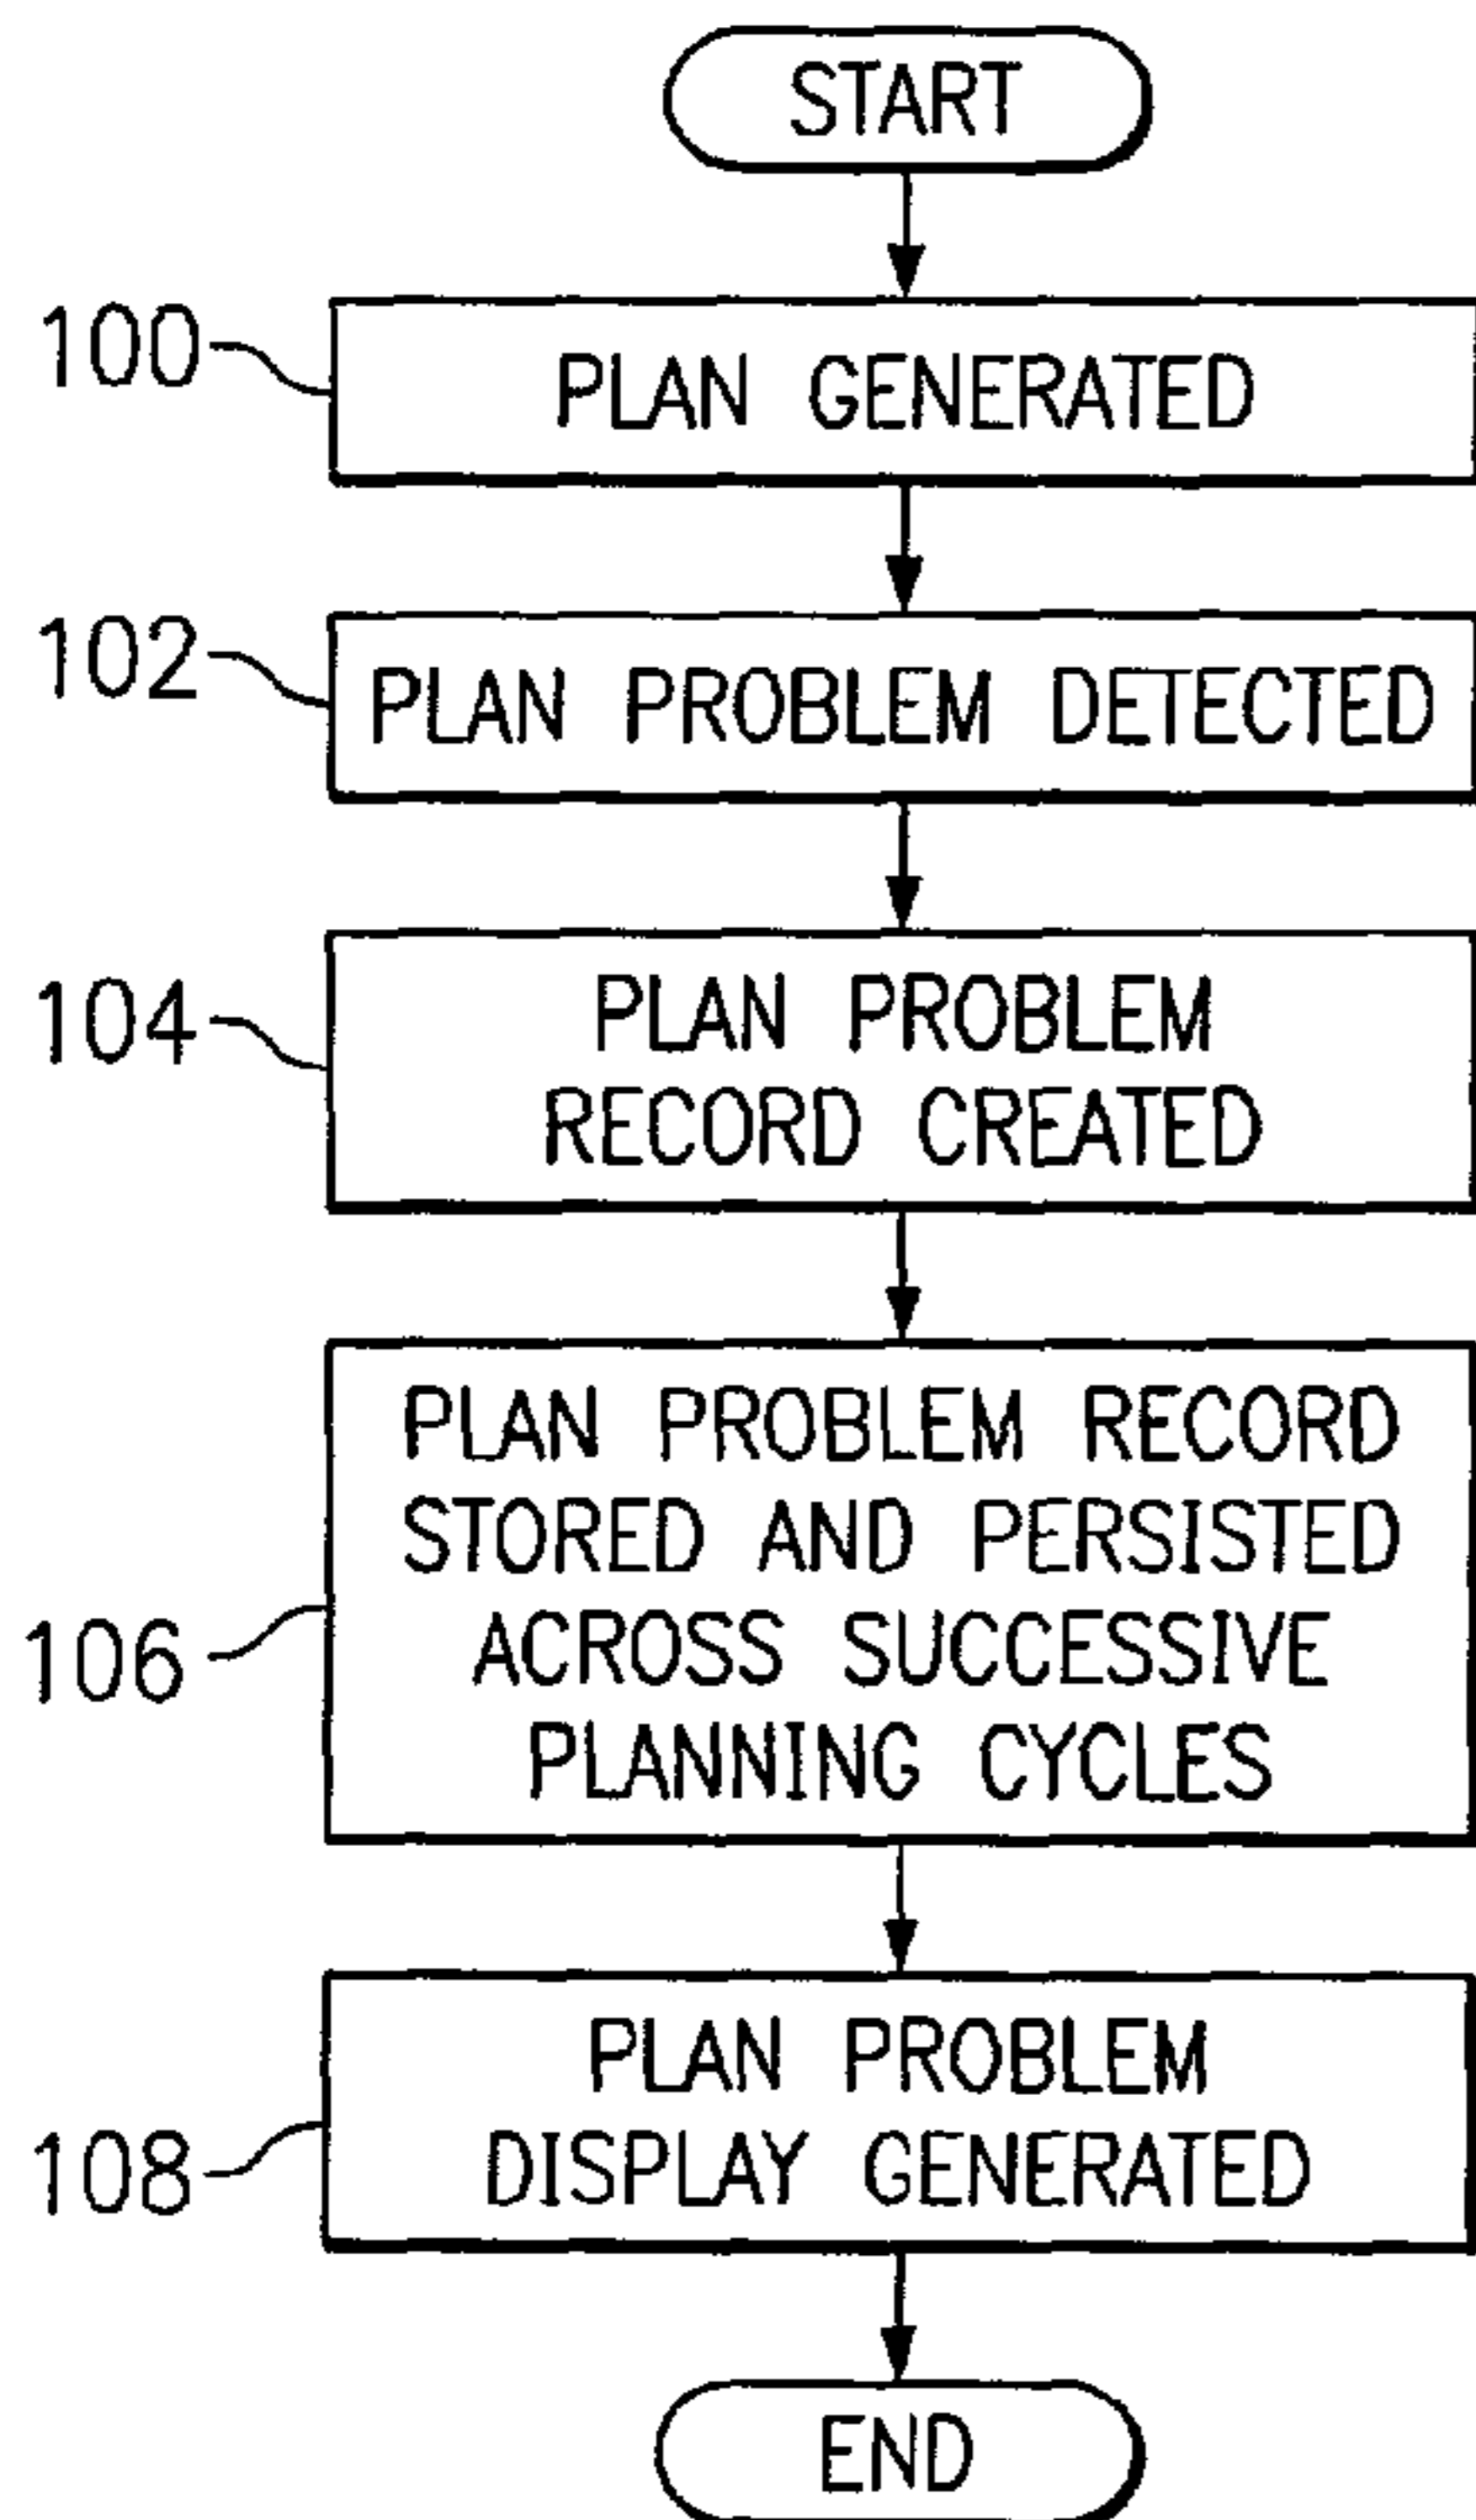 START
100
PLAN GENERATED
102
PLAN PROBLEM DETECTED
104
PLAN PROBLEM
RECORD CREATED
106
PLAN PROBLEM RECORD
STORED AND PERSISTED
ACROSS SUCCESSIVE
PLANNING CYCLES
108
PLAN PROBLEM
DISPLAY GENERATED
END